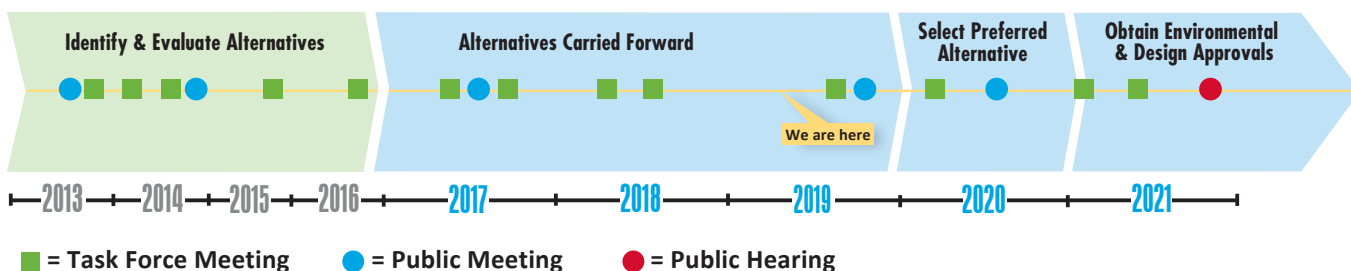 Identify & Evaluate Alternatives
Alternatives Carried Forward
Select Preferred
Alternative
Obtain Environmental
& Design Approvals
We are here
2013 2014 2015 2016 2017 2018 2019 2020 2021
= Task Force Meeting = Public Meeting = Public Hearing